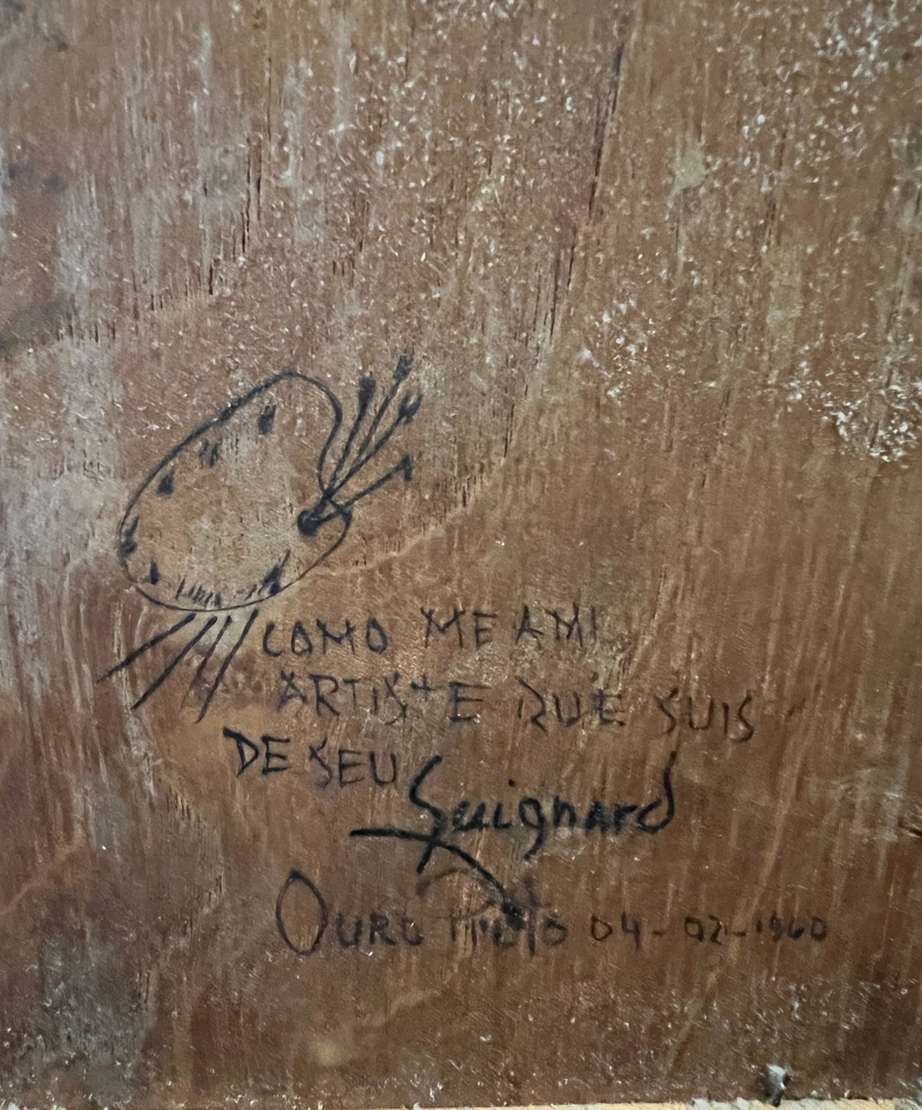 COMO ME AMI
ARTISTE QUE SUIS
DE SEU Guignard
OURO PRETO 04-02-1960